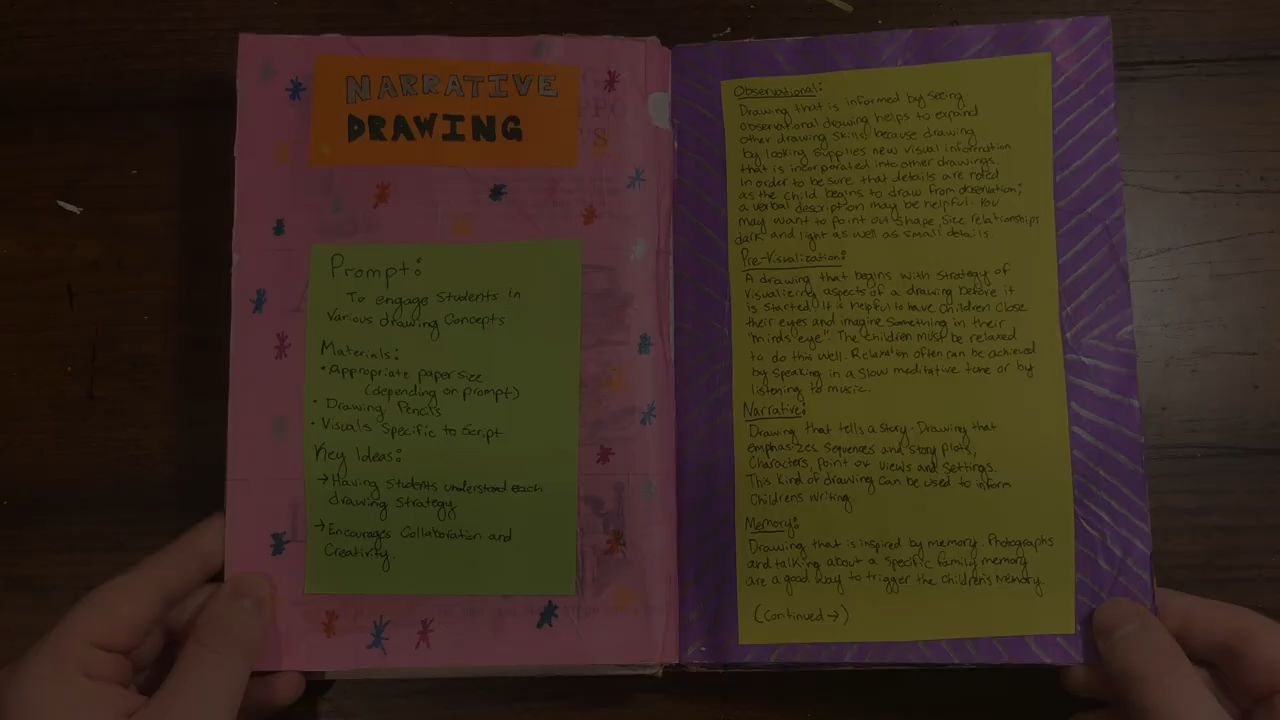 NARRATIVE
DRAWING
Prompt:
To engage Students in
Various drawing Concepts
Materials:
• Appropriate paper size
(depending on prompt)
• Drawing Pencils
• Visuals Specific to Script
Key Ideas:
→ Having Students understand each
drawing Strategy
→ Encourages Collaboration and
Creativity.
Observational:
Drawing that is informed by seeing.
Observational drawing helps to expand
other drawing skills, because drawing
by looking supplies new visual information
that is incorporated into other drawings.
In order to be sure that details are noted
as the child begins to draw from observation;
a verbal description may be helpful. You
may want to point out shape, size relationships
dark and light as well as small details.
Pre-Visualization:
A drawing that begins with strategy of
Visualizing aspects of a drawing before it
is started. It is helpful to have children close
their eyes and imagine something in their
"minds eye". The children must be relaxed
to do this well. Relaxation often can be achieved
by speaking in a slow meditative tone or by
listening to music.
Narrative:
Drawing that tells a story. Drawing that
emphasizes Sequences and Story plots,
Characters, point of views and settings.
This kind of drawing can be used to inform
Childrens writing
Memory:
Drawing that is inspired by memory. Photographs
and talking about a specific family memory
are a good way to trigger the Children's Memory.
(Continued →)